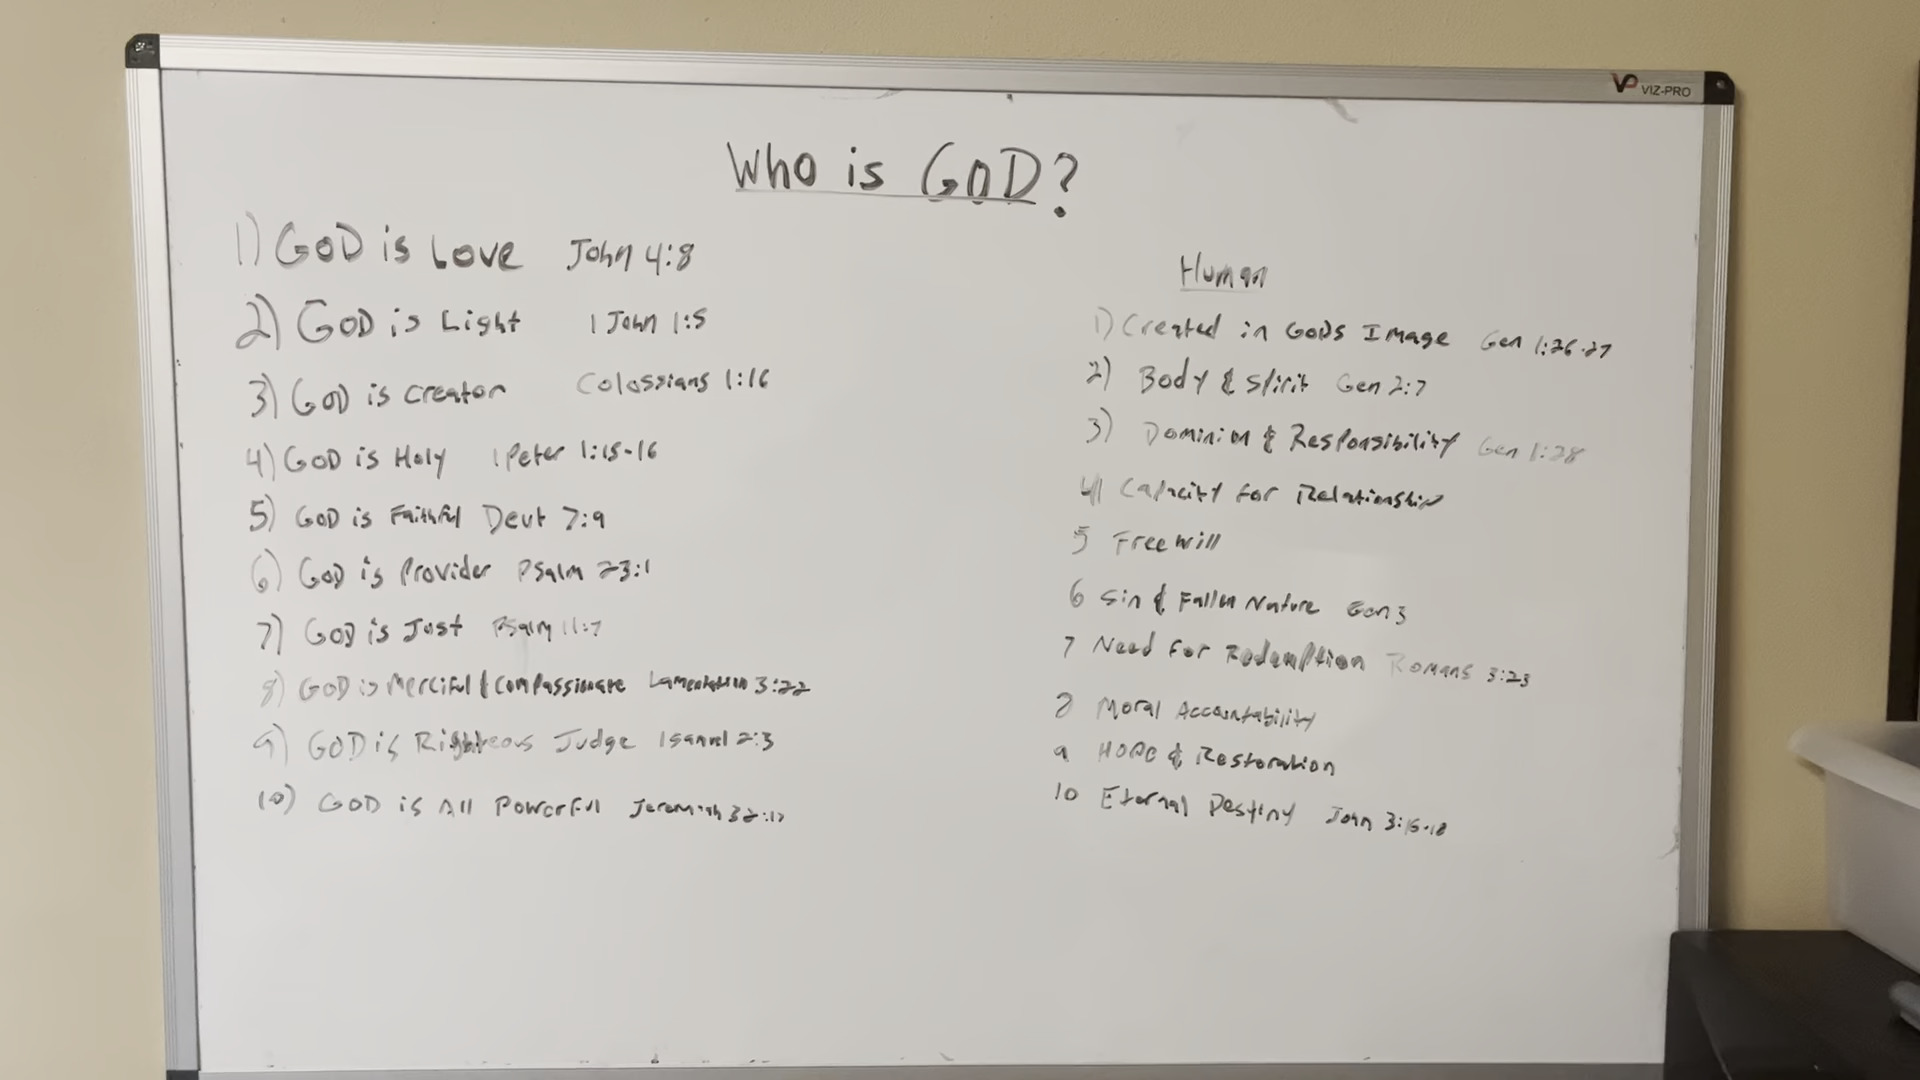 VIZ-PRO
Who is GOD?
1) GOD is Love John 4:8
2) GOD is Light 1 John 1:5
3) GOD is Creator Colossians 1:16
4) GOD is Holy 1 Peter 1:15-16
5) GOD is Faithful Deut 7:9
6) GOD is Provider Psalm 23:1
7) GOD is Just Psalm 11:7
8) GOD is Merciful & Compassionate Lamentation 3:22
9) GOD is Righteous Judge 1 Samuel 2:3
10) GOD is All Powerful Jeremiah 32:17
Human
1) Created in GODS Image Gen 1:26-27
2) Body & Spirit Gen 2:7
3) Dominion & Responsibility Gen 1:28
4) Capacity for Relationship
5 Free will
6 Sin & Fallen Nature Gen 3
7 Need For Redemption Romans 3:23
8 Moral Accountability
9 HOPE & Restoration
10 Eternal Destiny John 3:16-18